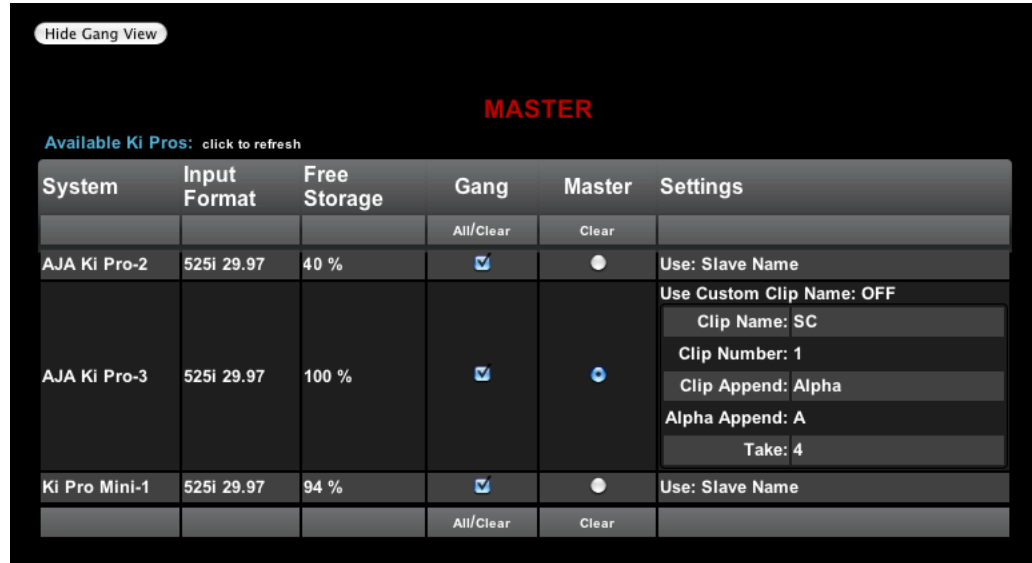 Hide Gang View
MASTER
Available Ki Pros: click to refresh
System Input Format Free Storage Gang Master Settings
All/Clear Clear
AJA Ki Pro-2 525i 29.97 40 % Use: Slave Name
Use Custom Clip Name: OFF
Clip Name: SC
Clip Number: 1
AJA Ki Pro-3 525i 29.97 100 %
Clip Append: Alpha
Alpha Append: A
Take: 4
Ki Pro Mini-1 525i 29.97 94 % Use: Slave Name
All/Clear Clear